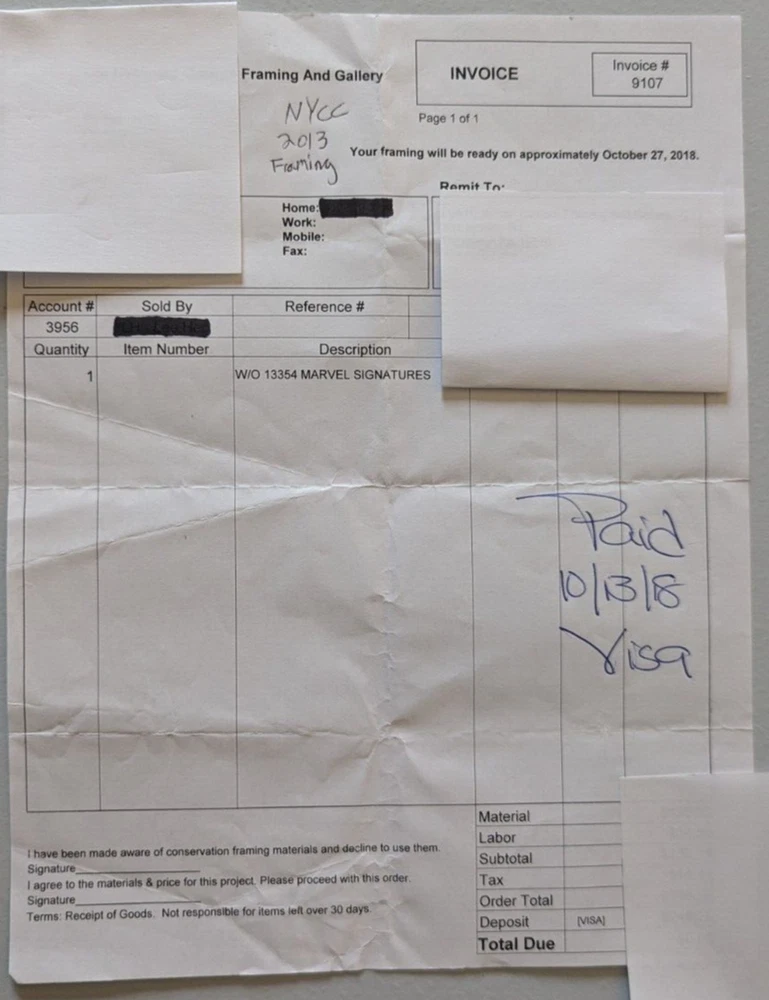 Framing And Gallery
INVOICE
Invoice #
9107
Page 1 of 1
NYCC
2013
Framing
Your framing will be ready on approximately October 27, 2018.
Remit To:
Home:
Work:
Mobile:
Fax:
Account # Sold By Reference #
3956
Quantity Item Number Description
1 W/O 13354 MARVEL SIGNATURES
Paid
10/13/18
Visa
Material
Labor
Subtotal
Tax
Order Total
Deposit [VISA]
Total Due
I have been made aware of conservation framing materials and decline to use them.
Signature
I agree to the materials & price for this project. Please proceed with this order.
Signature
Terms: Receipt of Goods. Not responsible for items left over 30 days.